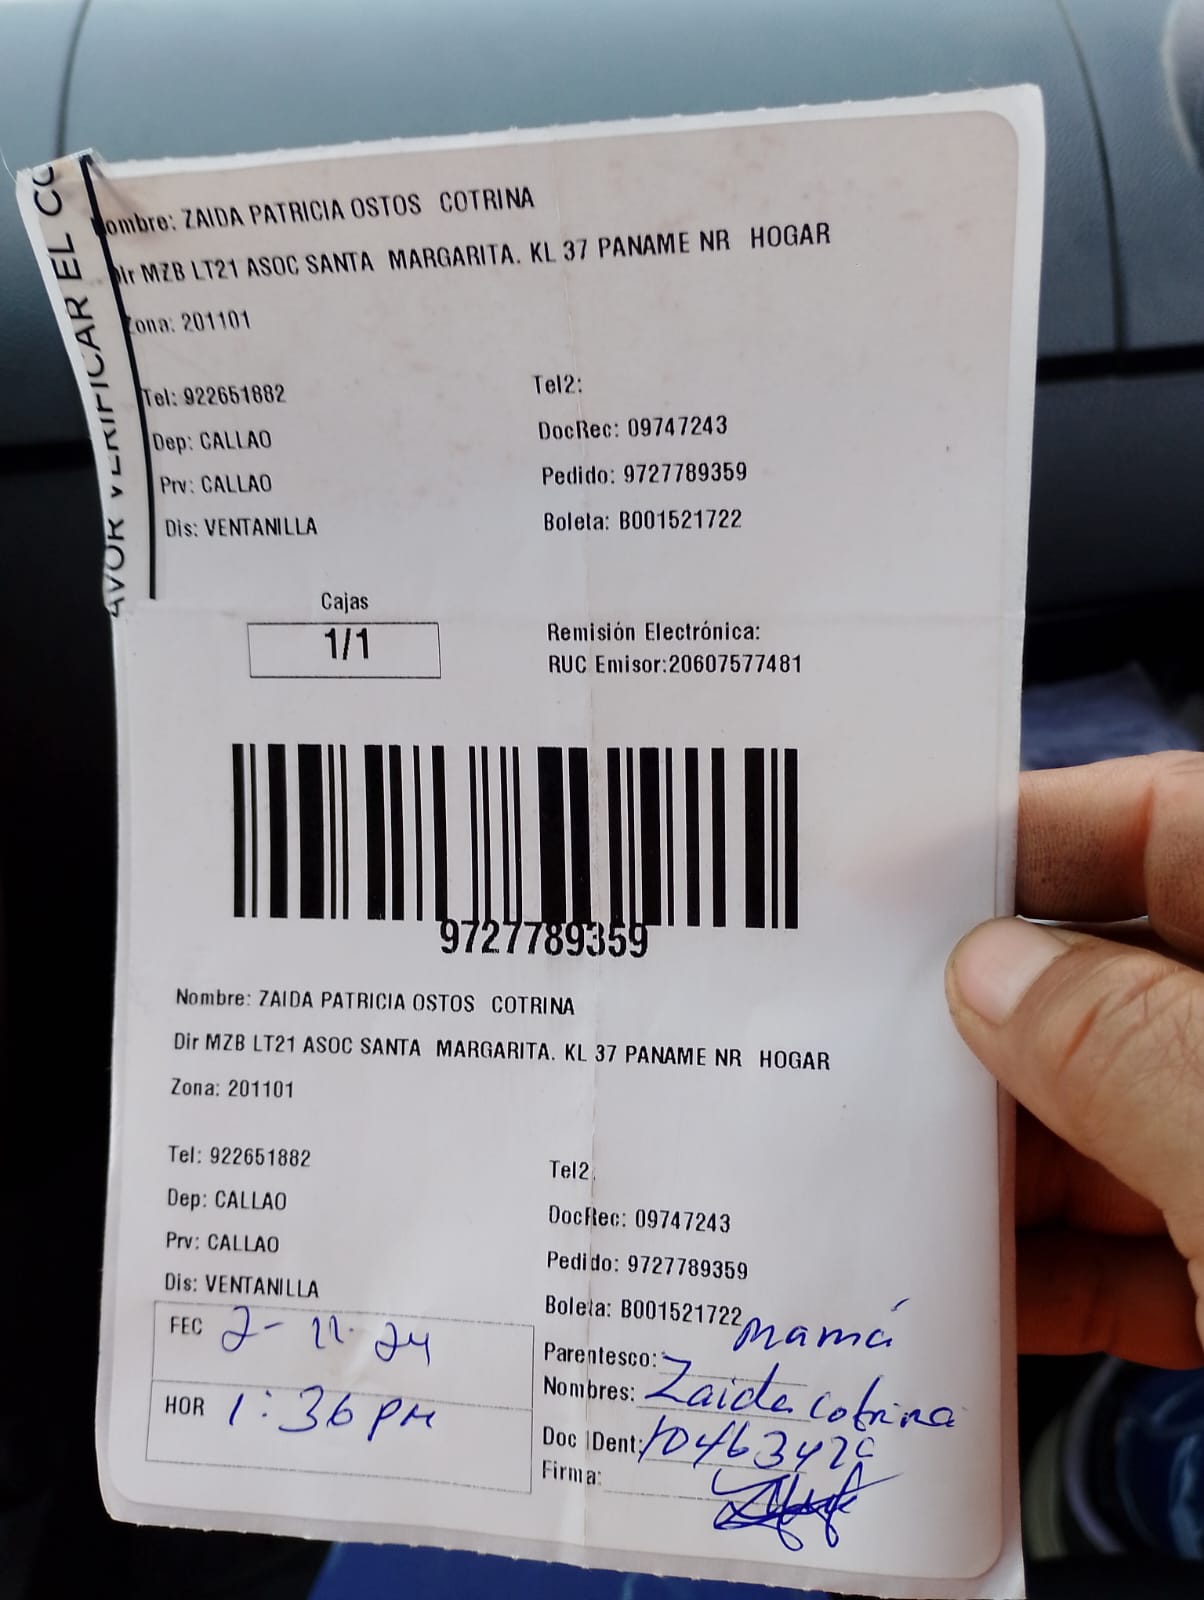 AVOR VERIFICAR EL CO
ombre: ZAIDA PATRICIA OSTOS COTRINA
Dir MZB LT21 ASOC SANTA MARGARITA. KL 37 PANAME NR HOGAR
Zona: 201101
Tel: 922651882 Tel2:
Dep: CALLAO DocRec: 09747243
Prv: CALLAO Pedido: 9727789359
Dis: VENTANILLA Boleta: B001521722
Cajas
1/1
Remisión Electrónica:
RUC Emisor:20607577481
9727789359
Nombre: ZAIDA PATRICIA OSTOS COTRINA
Dir MZB LT21 ASOC SANTA MARGARITA. KL 37 PANAME NR HOGAR
Zona: 201101
Tel: 922651882 Tel2:
Dep: CALLAO DocRec: 09747243
Prv: CALLAO Pedido: 9727789359
Dis: VENTANILLA Boleta: B001521722
FEC 2-11-24
HOR 1:36 PM
Parentesco: mamá
Nombres: Zaida Cotrina
Doc IDent:
Firma: